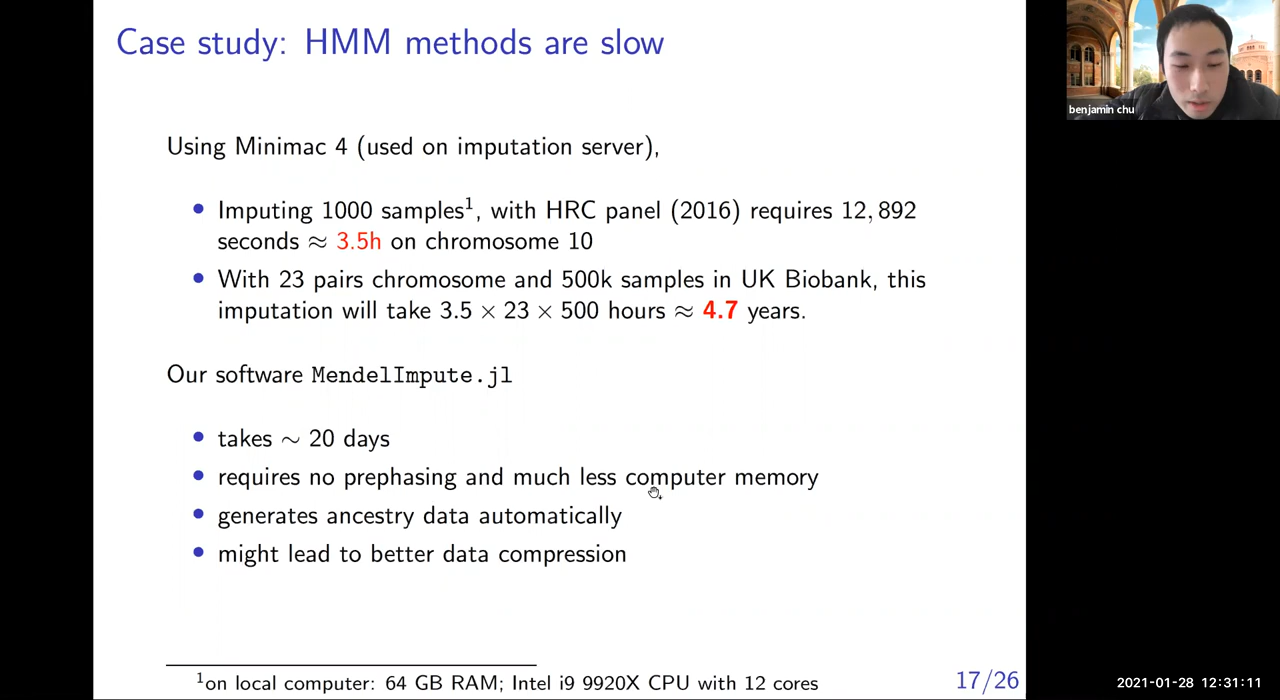 Case study: HMM methods are slow
benjamin chu
Using Minimac 4 (used on imputation server),
• Imputing 1000 samples¹, with HRC panel (2016) requires 12,892
seconds ≈ 3.5h on chromosome 10
• With 23 pairs chromosome and 500k samples in UK Biobank, this
imputation will take 3.5 × 23 × 500 hours ≈ 4.7 years.
Our software MendelImpute.jl
• takes ∼ 20 days
• requires no prephasing and much less computer memory
• generates ancestry data automatically
• might lead to better data compression
¹on local computer: 64 GB RAM; Intel i9 9920X CPU with 12 cores
17/26
2021-01-28 12:31:11